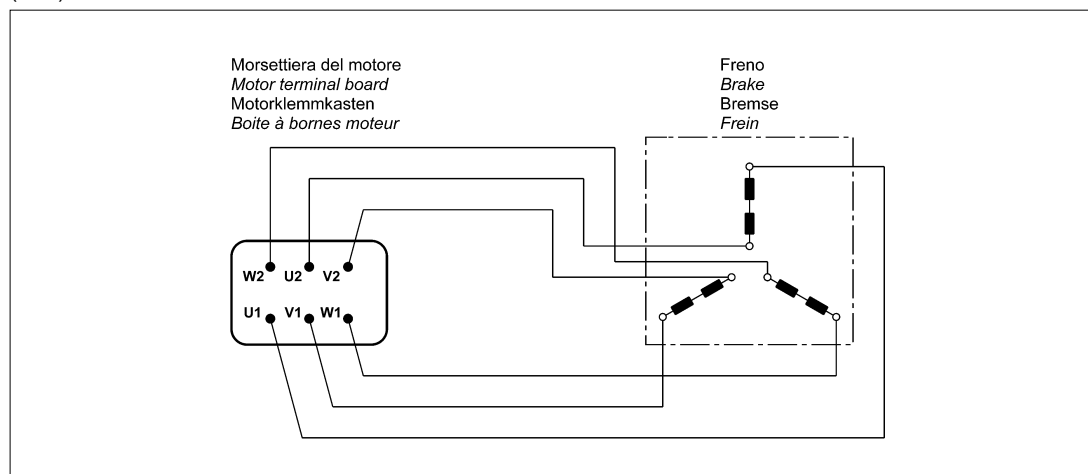 Morsettiera del motore
Motor terminal board
Motorklemmkasten
Boite à bornes moteur
Freno
Brake
Bremse
Frein
W2 U2 V2
U1 V1 W1